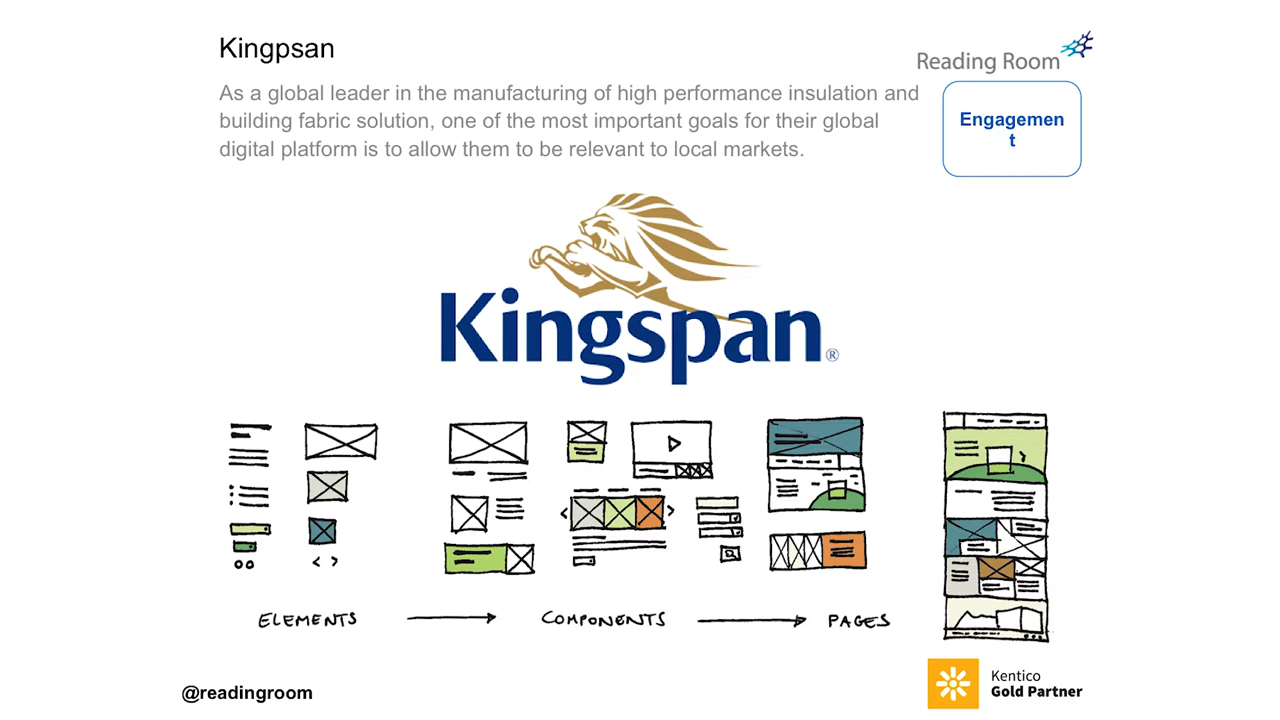 Kingpsan
Reading Room
As a global leader in the manufacturing of high performance insulation and
building fabric solution, one of the most important goals for their global
digital platform is to allow them to be relevant to local markets.
Engagemen
t
Kingspan®
ELEMENTS
COMPONENTS
PAGES
@readingroom
Kentico
Gold Partner